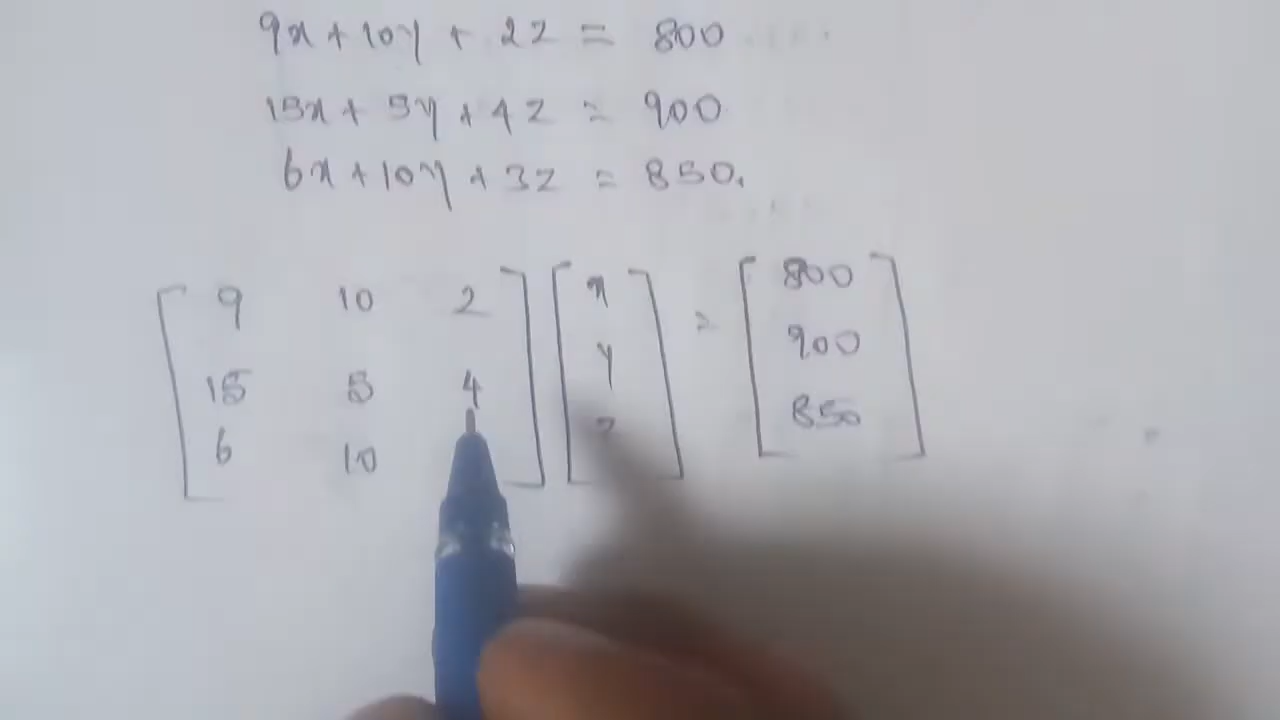 9x + 10y + 2z = 800
15x + 5y + 4z = 900
6x + 10y + 3z = 850.
9 10 2 x = 800
15 5 4 y 900
6 10 850